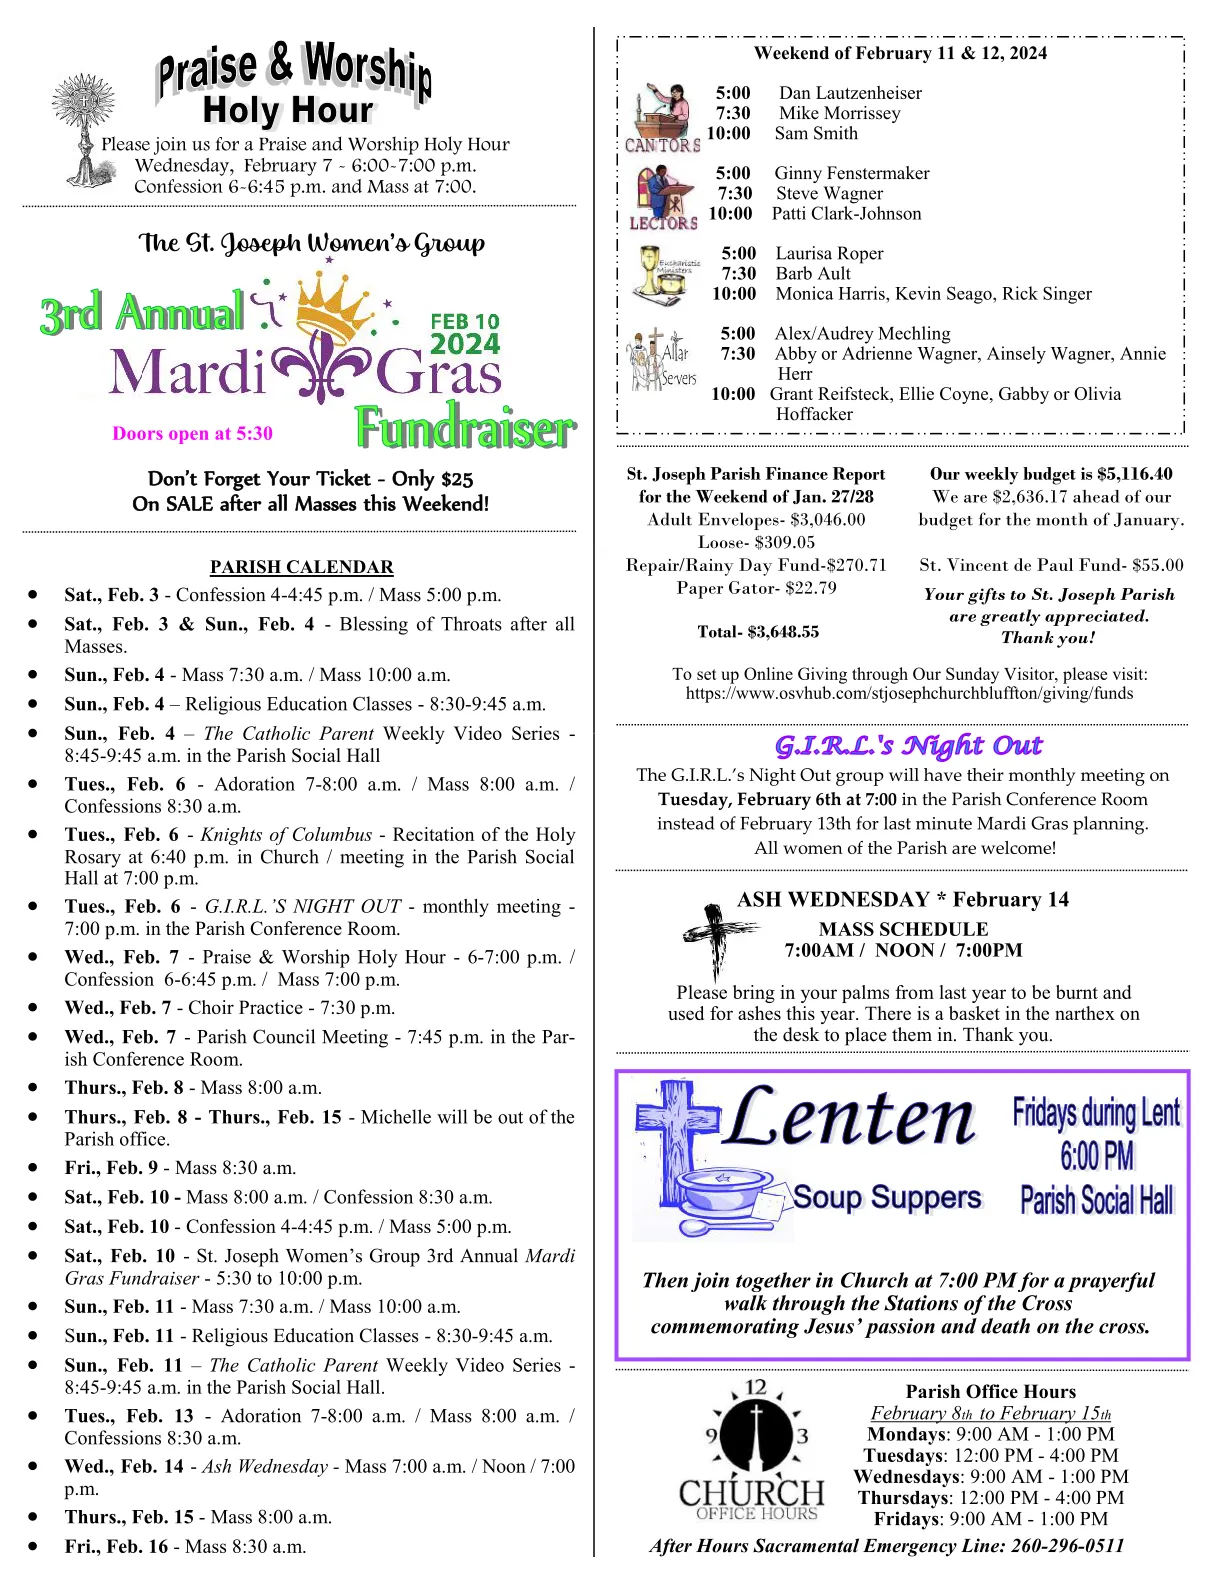 Praise & Worship
Holy Hour
Please join us for a Praise and Worship Holy Hour
Wednesday, February 7 ~ 6:00~7:00 p.m.
Confession 6~6:45 p.m. and Mass at 7:00.
The St. Joseph Women's Group
3rd Annual
FEB 10
2024
Mardi Gras
Fundraiser
Doors open at 5:30
Don't Forget Your Ticket - Only $25
On SALE after all Masses this Weekend!
PARISH CALENDAR
• Sat., Feb. 3 - Confession 4-4:45 p.m. / Mass 5:00 p.m.
• Sat., Feb. 3 & Sun., Feb. 4 - Blessing of Throats after all
Masses.
• Sun., Feb. 4 - Mass 7:30 a.m. / Mass 10:00 a.m.
• Sun., Feb. 4 – Religious Education Classes - 8:30-9:45 a.m.
• Sun., Feb. 4 – The Catholic Parent Weekly Video Series -
8:45-9:45 a.m. in the Parish Social Hall
• Tues., Feb. 6 - Adoration 7-8:00 a.m. / Mass 8:00 a.m. /
Confessions 8:30 a.m.
• Tues., Feb. 6 - Knights of Columbus - Recitation of the Holy
Rosary at 6:40 p.m. in Church / meeting in the Parish Social
Hall at 7:00 p.m.
• Tues., Feb. 6 - G.I.R.L.'S NIGHT OUT - monthly meeting -
7:00 p.m. in the Parish Conference Room.
• Wed., Feb. 7 - Praise & Worship Holy Hour - 6-7:00 p.m. /
Confession 6-6:45 p.m. / Mass 7:00 p.m.
• Wed., Feb. 7 - Choir Practice - 7:30 p.m.
• Wed., Feb. 7 - Parish Council Meeting - 7:45 p.m. in the Par-
ish Conference Room.
• Thurs., Feb. 8 - Mass 8:00 a.m.
• Thurs., Feb. 8 - Thurs., Feb. 15 - Michelle will be out of the
Parish office.
• Fri., Feb. 9 - Mass 8:30 a.m.
• Sat., Feb. 10 - Mass 8:00 a.m. / Confession 8:30 a.m.
• Sat., Feb. 10 - Confession 4-4:45 p.m. / Mass 5:00 p.m.
• Sat., Feb. 10 - St. Joseph Women's Group 3rd Annual Mardi
Gras Fundraiser - 5:30 to 10:00 p.m.
• Sun., Feb. 11 - Mass 7:30 a.m. / Mass 10:00 a.m.
• Sun., Feb. 11 - Religious Education Classes - 8:30-9:45 a.m.
• Sun., Feb. 11 – The Catholic Parent Weekly Video Series -
8:45-9:45 a.m. in the Parish Social Hall.
• Tues., Feb. 13 - Adoration 7-8:00 a.m. / Mass 8:00 a.m. /
Confessions 8:30 a.m.
• Wed., Feb. 14 - Ash Wednesday - Mass 7:00 a.m. / Noon / 7:00
p.m.
• Thurs., Feb. 15 - Mass 8:00 a.m.
• Fri., Feb. 16 - Mass 8:30 a.m.
Weekend of February 11 & 12, 2024
CANTORS
5:00 Dan Lautzenheiser
7:30 Mike Morrissey
10:00 Sam Smith
LECTORS
5:00 Ginny Fenstermaker
7:30 Steve Wagner
10:00 Patti Clark-Johnson
Eucharistic
Ministers
5:00 Laurisa Roper
7:30 Barb Ault
10:00 Monica Harris, Kevin Seago, Rick Singer
Altar
Servers
5:00 Alex/Audrey Mechling
7:30 Abby or Adrienne Wagner, Ainsely Wagner, Annie
Herr
10:00 Grant Reifsteck, Ellie Coyne, Gabby or Olivia
Hoffacker
St. Joseph Parish Finance Report
for the Weekend of Jan. 27/28
Adult Envelopes- $3,046.00
Loose- $309.05
Repair/Rainy Day Fund-$270.71
Paper Gator- $22.79
Total- $3,648.55
Our weekly budget is $5,116.40
We are $2,636.17 ahead of our
budget for the month of January.
St. Vincent de Paul Fund- $55.00
Your gifts to St. Joseph Parish
are greatly appreciated.
Thank you!
To set up Online Giving through Our Sunday Visitor, please visit:
https://www.osvhub.com/stjosephchurchbluffton/giving/funds
G.I.R.L.'s Night Out
The G.I.R.L.'s Night Out group will have their monthly meeting on
Tuesday, February 6th at 7:00 in the Parish Conference Room
instead of February 13th for last minute Mardi Gras planning.
All women of the Parish are welcome!
ASH WEDNESDAY * February 14
MASS SCHEDULE
7:00AM / NOON / 7:00PM
Please bring in your palms from last year to be burnt and
used for ashes this year. There is a basket in the narthex on
the desk to place them in. Thank you.
Lenten
Soup Suppers
Fridays during Lent
6:00 PM
Parish Social Hall
Then join together in Church at 7:00 PM for a prayerful
walk through the Stations of the Cross
commemorating Jesus' passion and death on the cross.
12
9 3
CHURCH
OFFICE HOURS
Parish Office Hours
February 8th to February 15th
Mondays: 9:00 AM - 1:00 PM
Tuesdays: 12:00 PM - 4:00 PM
Wednesdays: 9:00 AM - 1:00 PM
Thursdays: 12:00 PM - 4:00 PM
Fridays: 9:00 AM - 1:00 PM
After Hours Sacramental Emergency Line: 260-296-0511